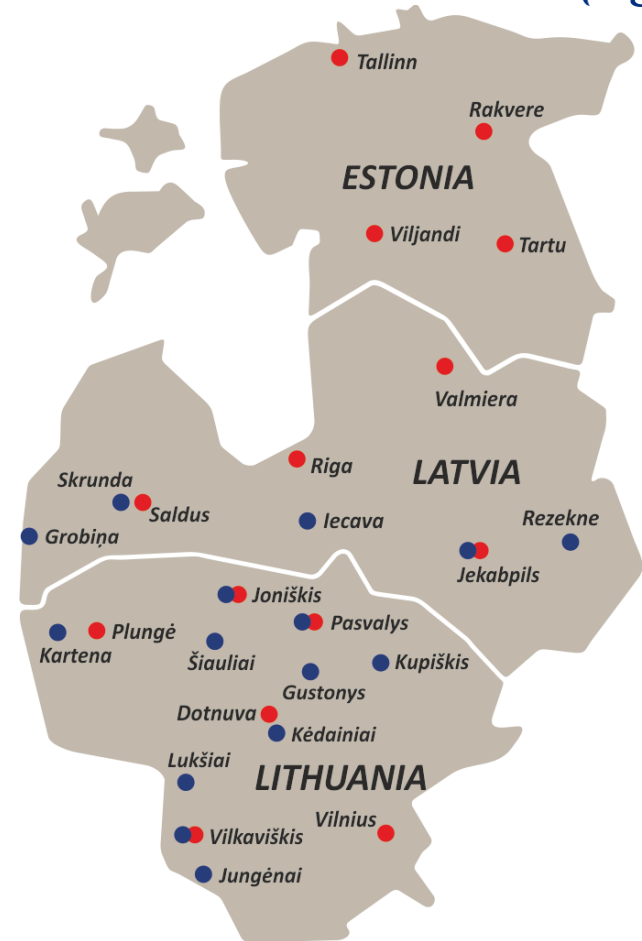 Tallinn
Rakvere
ESTONIA
Viljandi
Tartu
Valmiera
Riga
LATVIA
Skrunda
Saldus
Iecava
Rezekne
Grobiņa
Jekabpils
Joniškis
Pasvalys
Plungė
Kartena
Šiauliai
Kupiškis
Gustonys
Dotnuva
Kėdainiai
Lukšiai
LITHUANIA
Vilnius
Vilkaviškis
Jungėnai